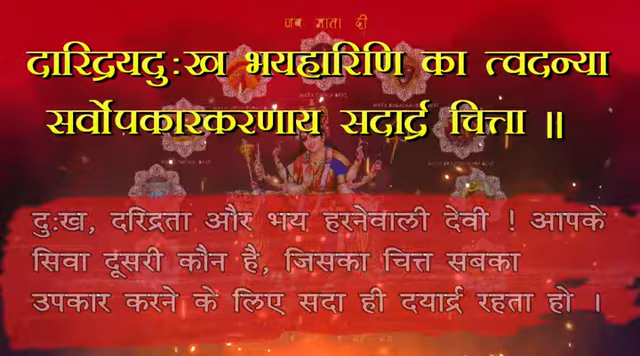 जय माता दी
दारिद्रयदुःख भयहारिणि का त्वदन्या
सर्वोपकारकरणाय सदार्द्र चित्ता ॥
दुःख, दरिद्रता और भय हरनेवाली देवी ! आपके
सिवा दूसरी कौन है, जिसका चित्त सबका
उपकार करने के लिए सदा ही दयार्द्र रहता हो ।